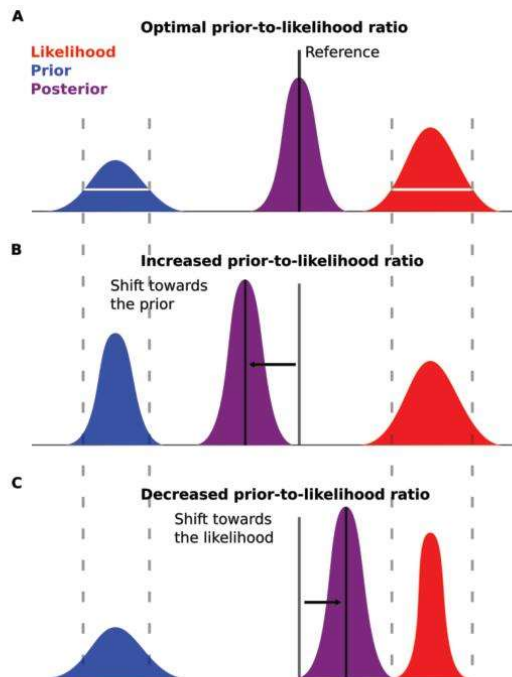 A
Optimal prior-to-likelihood ratio
Likelihood
Prior
Posterior
Reference
B
Increased prior-to-likelihood ratio
Shift towards
the prior
C
Decreased prior-to-likelihood ratio
Shift towards
the likelihood